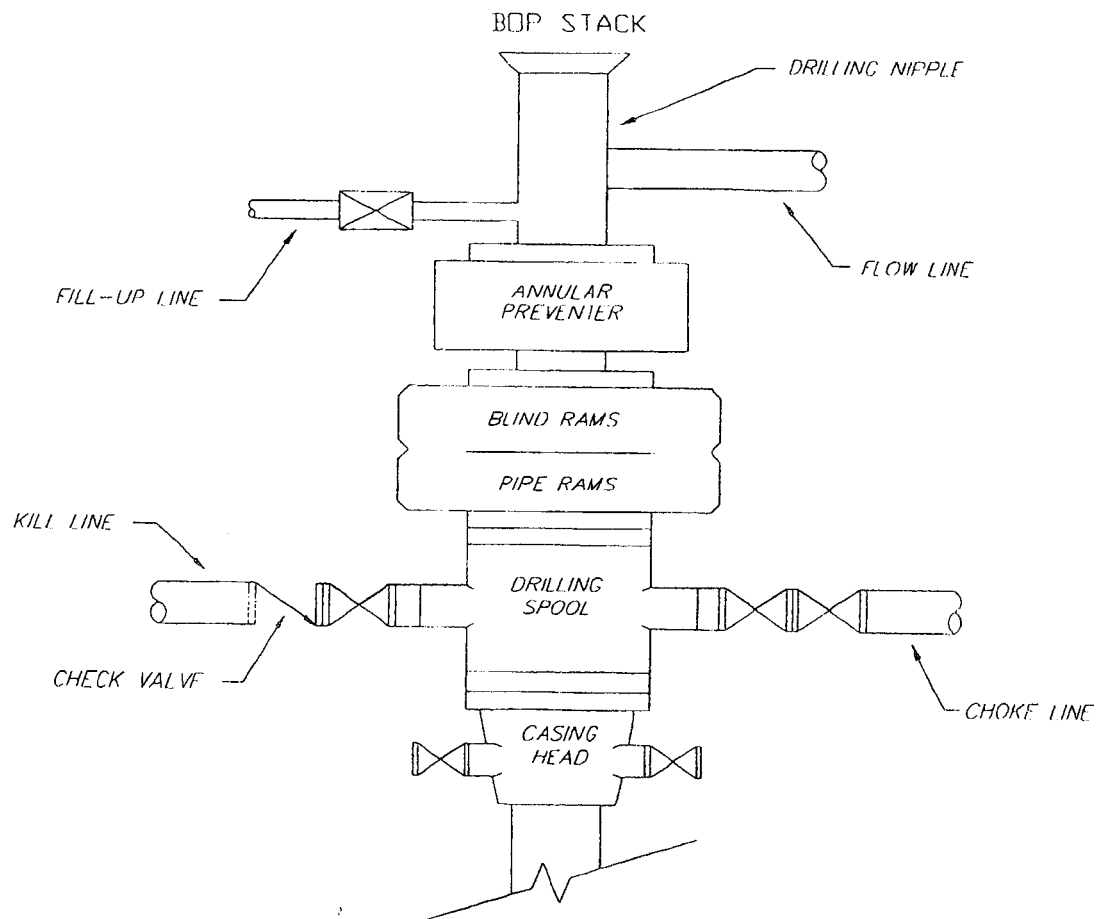 BOP STACK
DRILLING NIPPLE
FLOW LINE
FILL-UP LINE
ANNULAR
PREVENTER
BLIND RAMS
PIPE RAMS
KILL LINE
DRILLING
SPOOL
CHECK VALVE
CHOKE LINE
CASING
HEAD